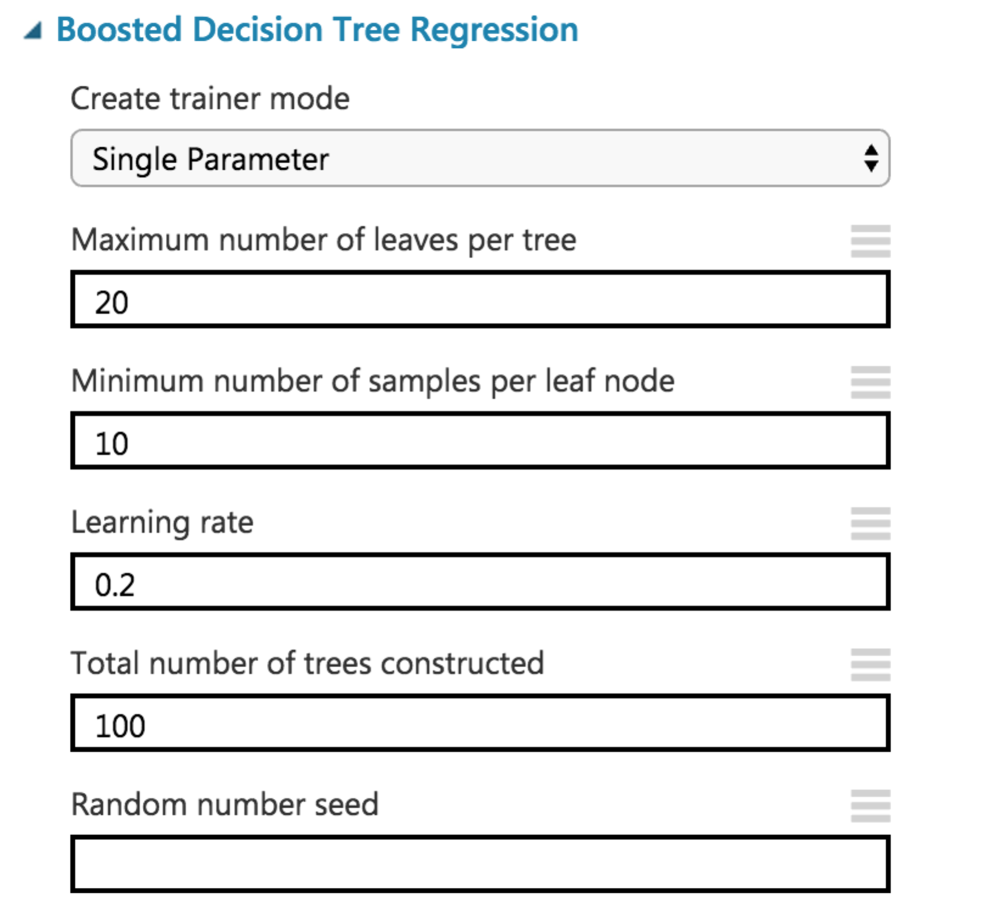 Boosted Decision Tree Regression
Create trainer mode
Single Parameter
Maximum number of leaves per tree
20
Minimum number of samples per leaf node
10
Learning rate
0.2
Total number of trees constructed
100
Random number seed